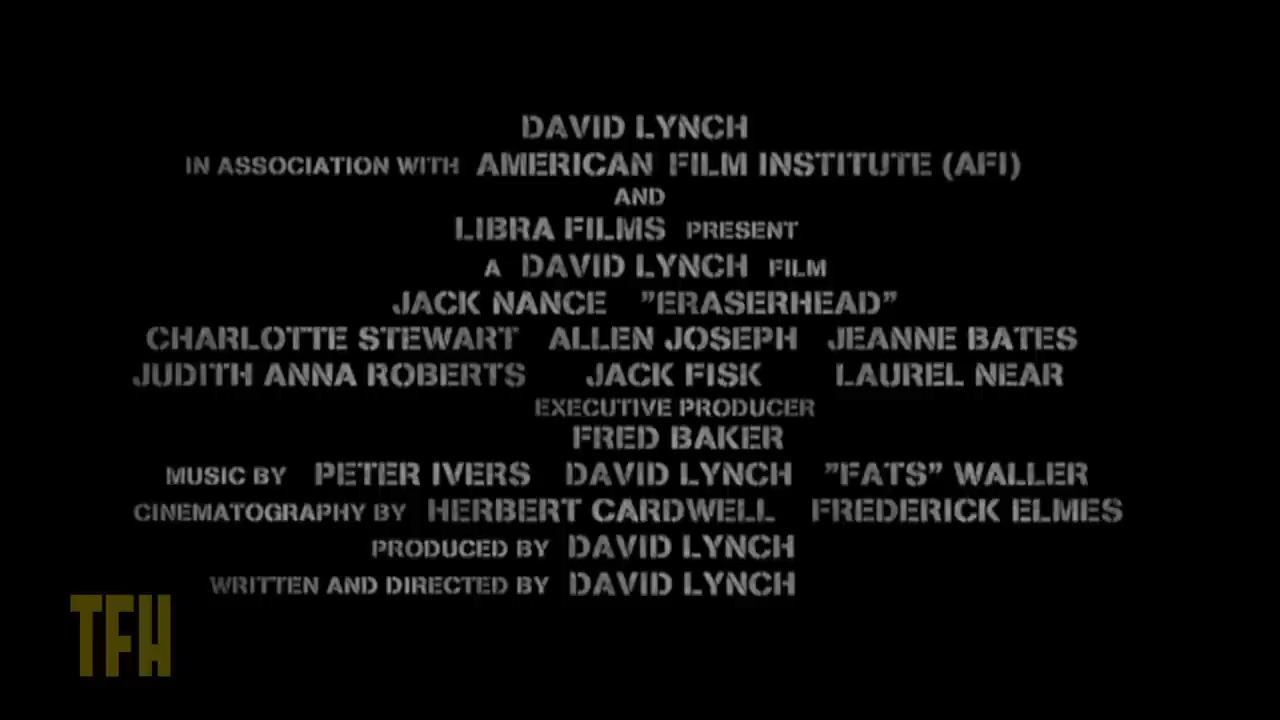 DAVID LYNCH
IN ASSOCIATION WITH AMERICAN FILM INSTITUTE (AFI)
AND
LIBRA FILMS PRESENT
A DAVID LYNCH FILM
JACK NANCE ”ERASERHEAD”
CHARLOTTE STEWART ALLEN JOSEPH JEANNE BATES
JUDITH ANNA ROBERTS JACK FISK LAUREL NEAR
EXECUTIVE PRODUCER
FRED BAKER
MUSIC BY PETER IVERS DAVID LYNCH ”FATS” WALLER
CINEMATOGRAPHY BY HERBERT CARDWELL FREDERICK ELMES
PRODUCED BY DAVID LYNCH
WRITTEN AND DIRECTED BY DAVID LYNCH
TFH